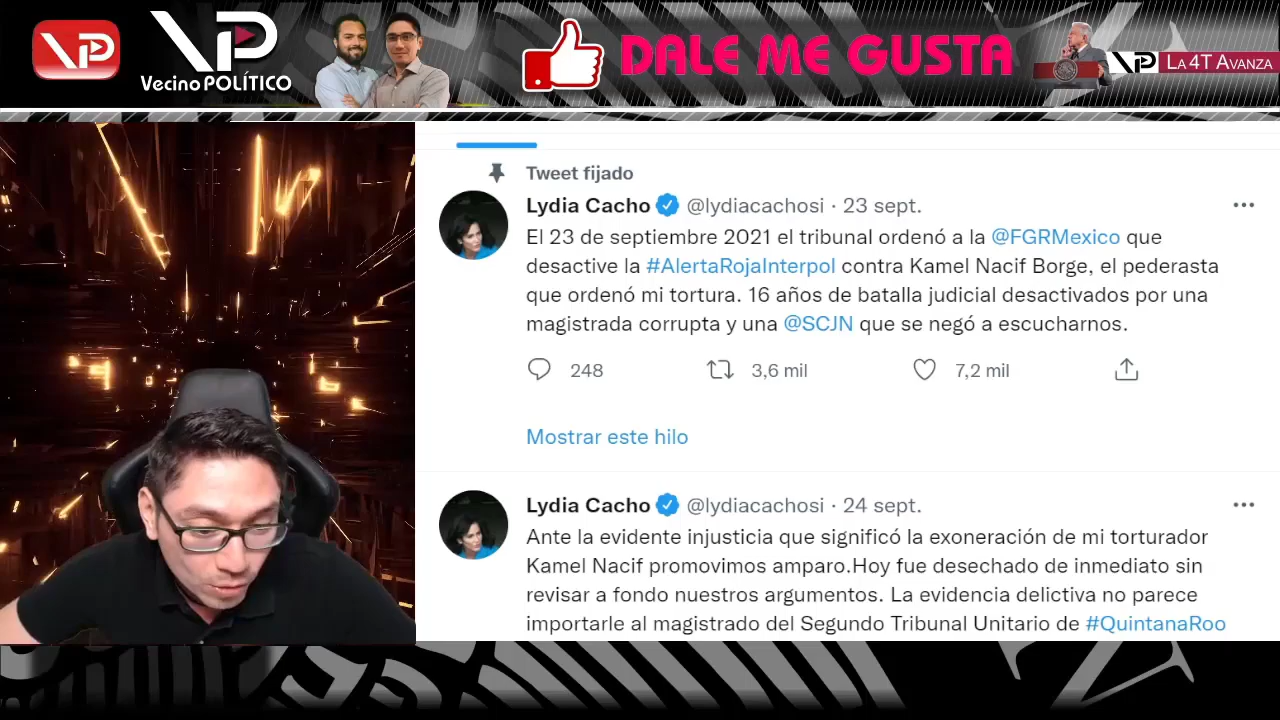 VP
VP
Vecino POLÍTICO
DALE ME GUSTA
VP LA 4T AVANZA
Tweet fijado
Lydia Cacho @lydiacachosi · 23 sept.
El 23 de septiembre 2021 el tribunal ordenó a la @FGRMexico que
desactive la #AlertaRojaInterpol contra Kamel Nacif Borge, el pederasta
que ordenó mi tortura. 16 años de batalla judicial desactivados por una
magistrada corrupta y una @SCJN que se negó a escucharnos.
248 3,6 mil 7,2 mil
Mostrar este hilo
Lydia Cacho @lydiacachosi · 24 sept.
Ante la evidente injusticia que significó la exoneración de mi torturador
Kamel Nacif promovimos amparo.Hoy fue desechado de inmediato sin
revisar a fondo nuestros argumentos. La evidencia delictiva no parece
importarle al magistrado del Segundo Tribunal Unitario de #QuintanaRoo